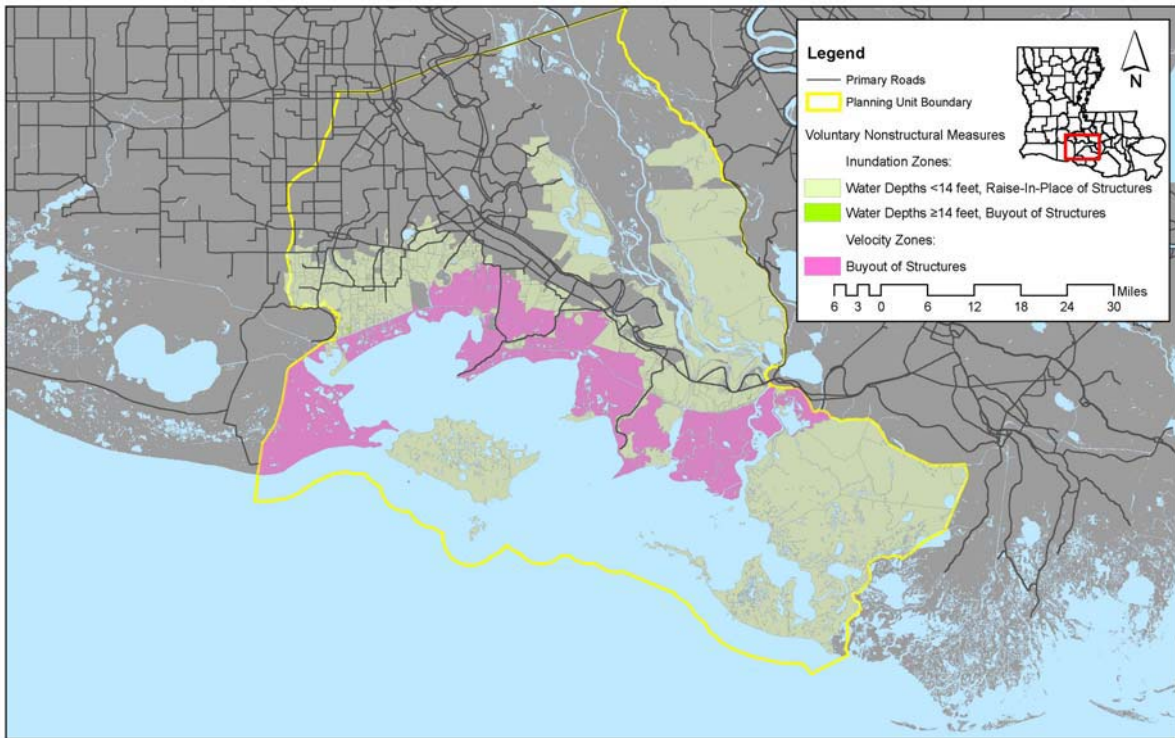 Legend
Primary Roads
Planning Unit Boundary
Voluntary Nonstructural Measures
Inundation Zones:
Water Depths <14 feet, Raise-In-Place of Structures
Water Depths ≥14 feet, Buyout of Structures
Velocity Zones:
Buyout of Structures
N
Miles
6 3 0 6 12 18 24 30